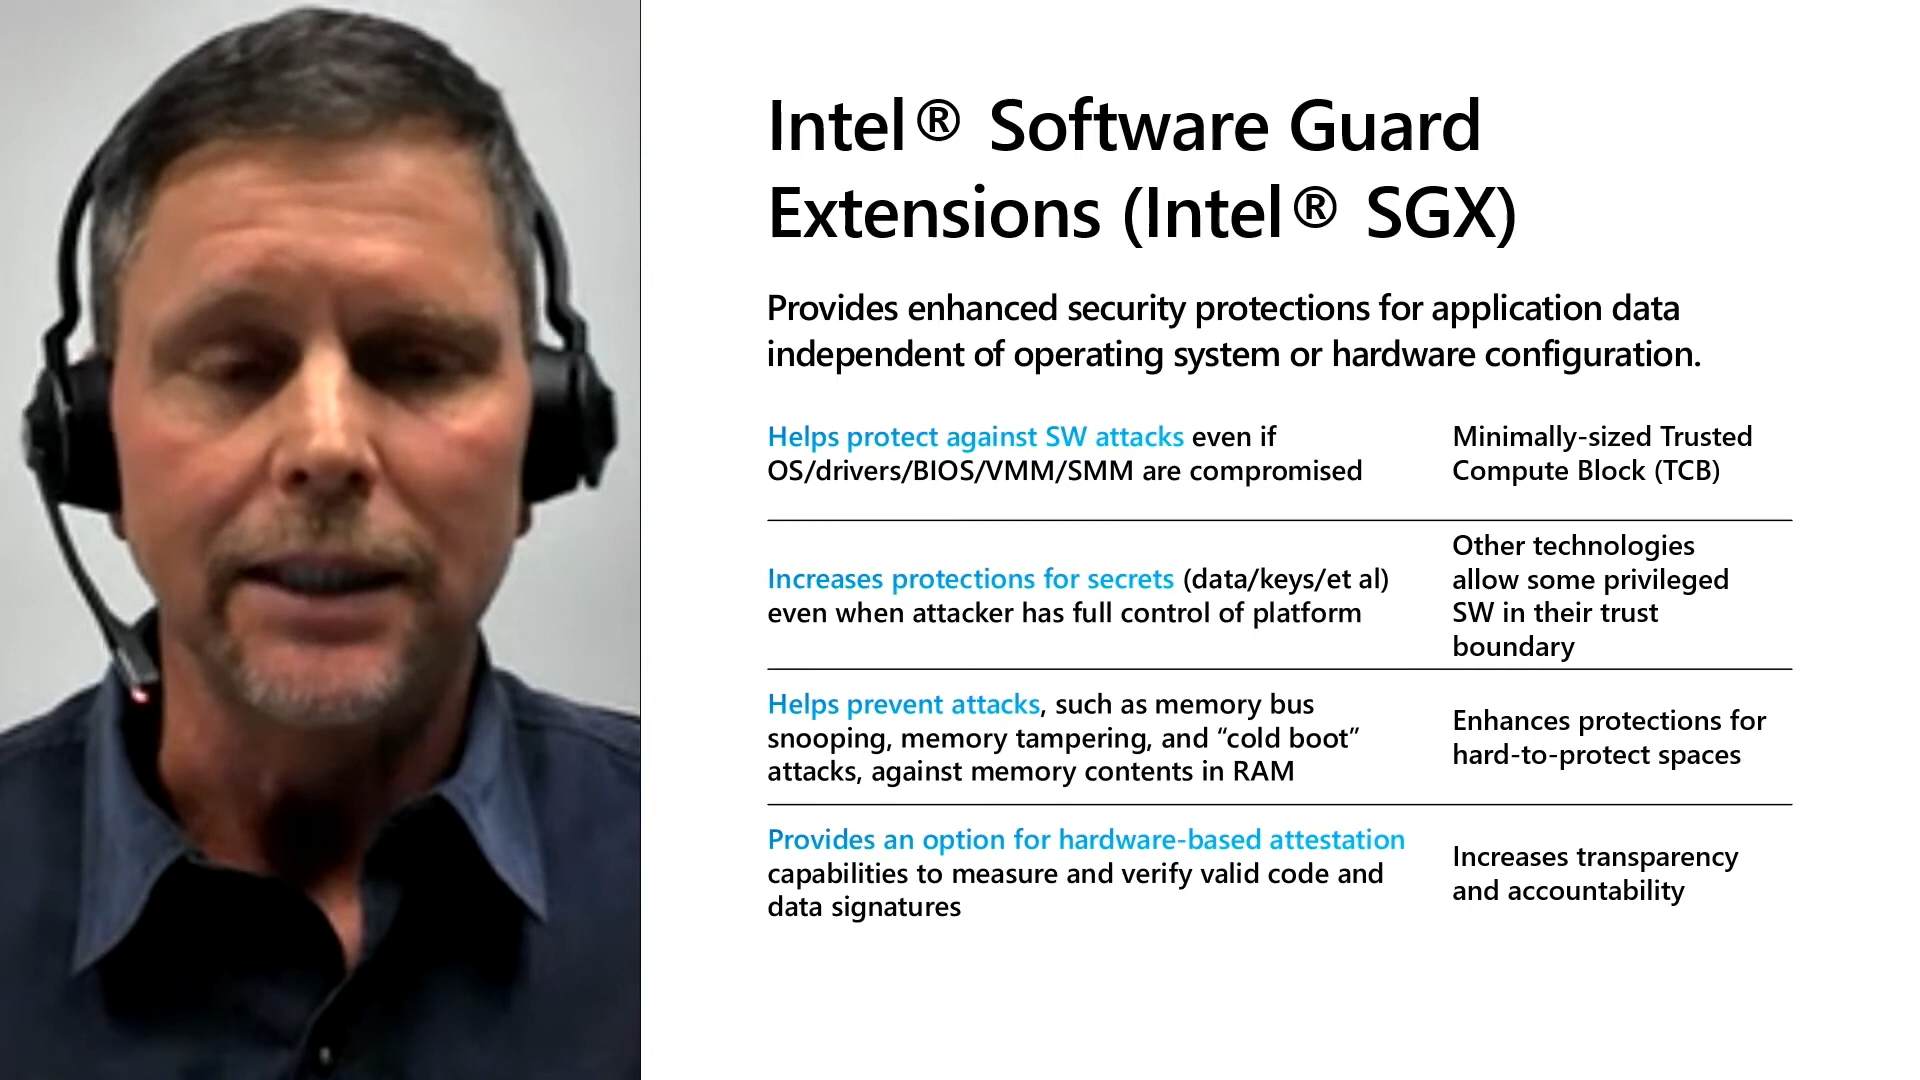 Intel® Software Guard
Extensions (Intel® SGX)
Provides enhanced security protections for application data
independent of operating system or hardware configuration.
Helps protect against SW attacks even if
OS/drivers/BIOS/VMM/SMM are compromised
Minimally-sized Trusted
Compute Block (TCB)
Increases protections for secrets (data/keys/et al)
even when attacker has full control of platform
Other technologies
allow some privileged
SW in their trust
boundary
Helps prevent attacks, such as memory bus
snooping, memory tampering, and “cold boot”
attacks, against memory contents in RAM
Enhances protections for
hard-to-protect spaces
Provides an option for hardware-based attestation
capabilities to measure and verify valid code and
data signatures
Increases transparency
and accountability